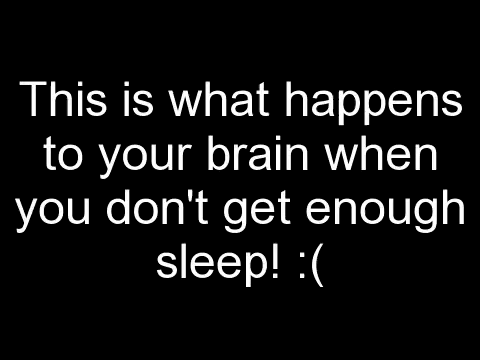 This is what happens
to your brain when
you don't get enough
sleep! :(